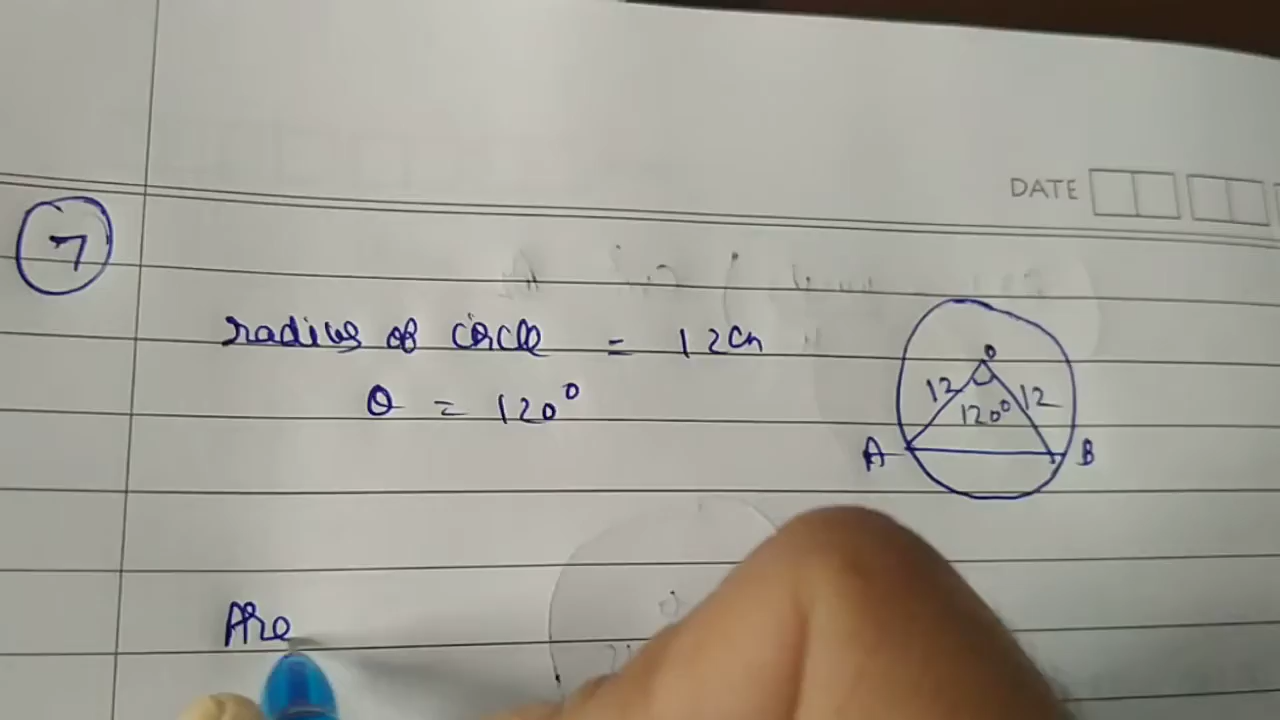 DATE
7
radius of circle = 12cm
θ = 120°
O
12 12
120°
A B
Are